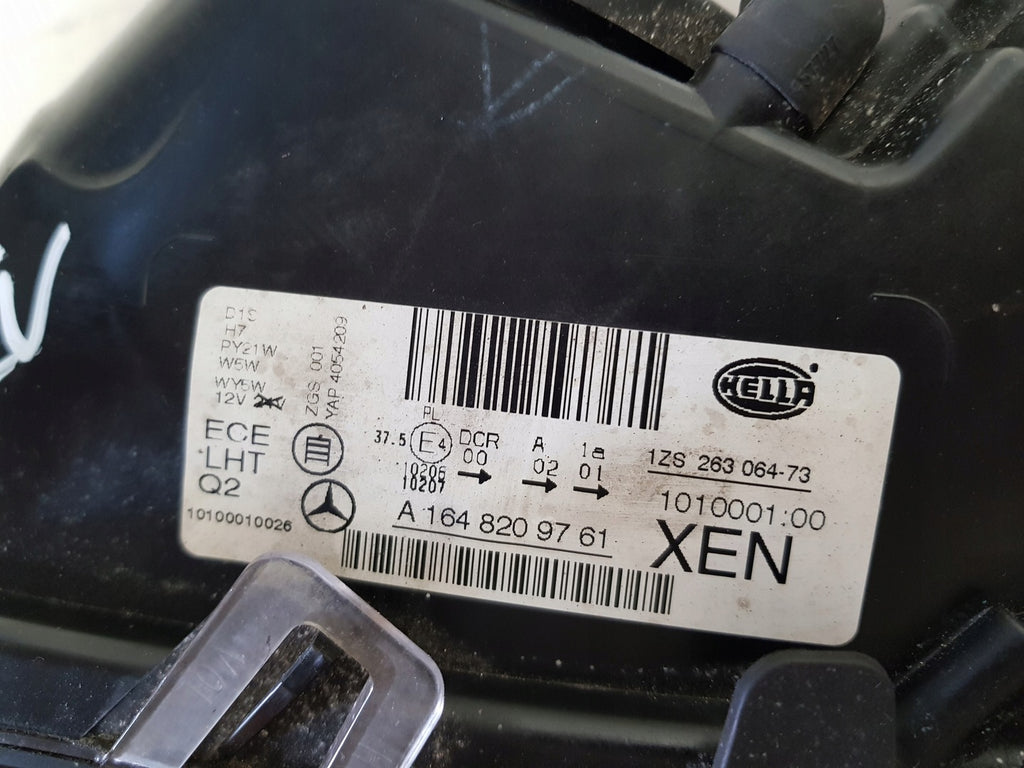 D1S
H7
PY21W
W5W
WY5W
12V
ZGS 001
YAP 4054209
ECE
LHT
Q2
10100010026
PL
37.5 E4 DCR A 1a
00 02 01
10206
10207
A 164 820 97 61
HELLA
1ZS 263 064-73
1010001:00
XEN